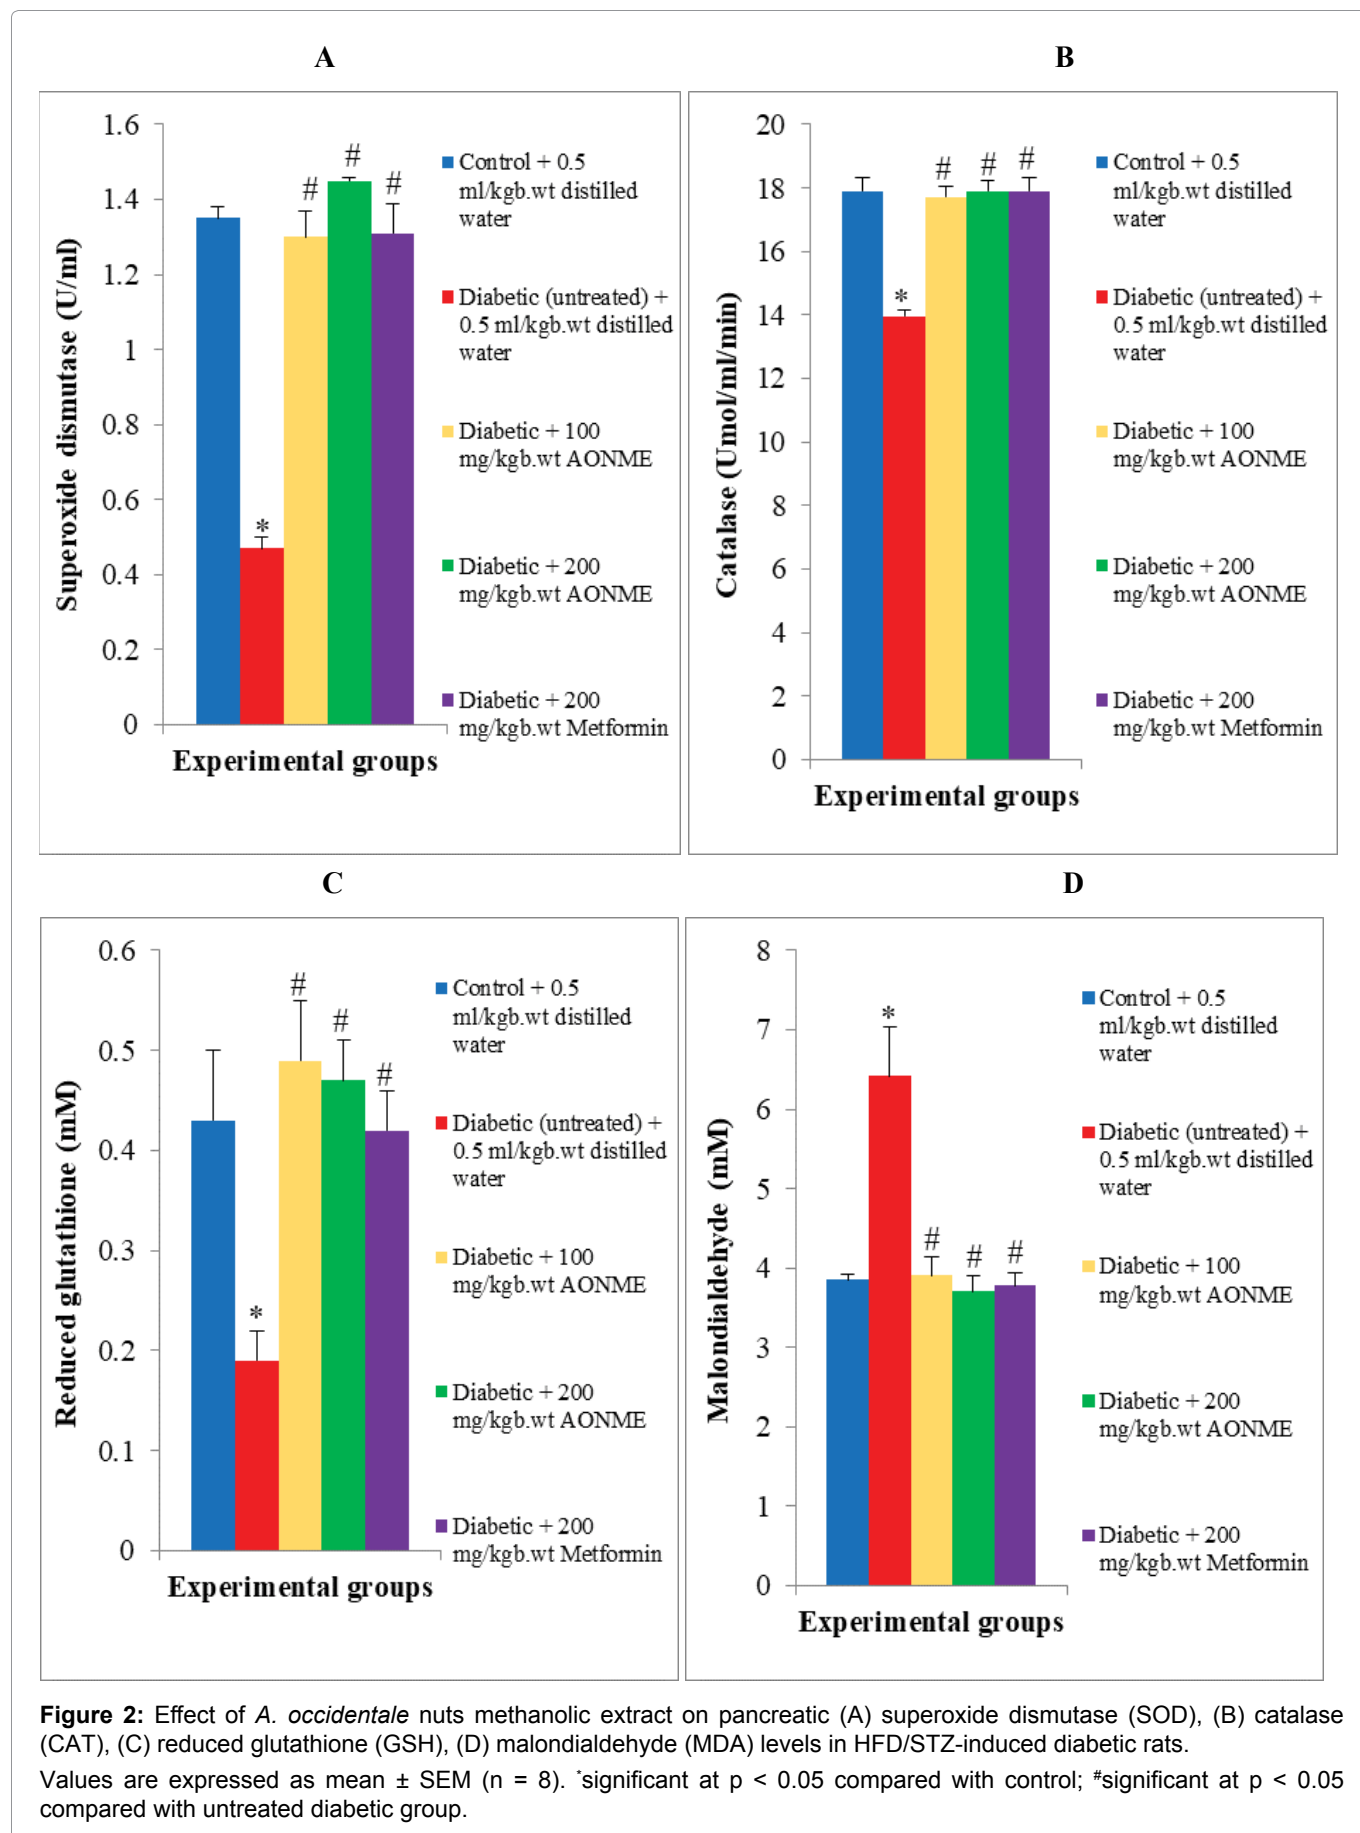 A
B
Superoxide dismutase (U/ml)
1.6
1.4
1.2
1
0.8
0.6
0.4
0.2
0
*
#
#
#
Experimental groups
Control + 0.5
ml/kgb.wt distilled
water
Diabetic (untreated) +
0.5 ml/kgb.wt distilled
water
Diabetic + 100
mg/kgb.wt AONME
Diabetic + 200
mg/kgb.wt AONME
Diabetic + 200
mg/kgb.wt Metformin
Catalase (Umol/ml/min)
20
18
16
14
12
10
8
6
4
2
0
*
#
#
#
Experimental groups
Control + 0.5
ml/kgb.wt distilled
water
Diabetic (untreated) +
0.5 ml/kgb.wt distilled
water
Diabetic + 100
mg/kgb.wt AONME
Diabetic + 200
mg/kgb.wt AONME
Diabetic + 200
mg/kgb.wt Metformin
C
D
Reduced glutathione (mM)
0.6
0.5
0.4
0.3
0.2
0.1
0
*
#
#
#
Experimental groups
Control + 0.5
ml/kgb.wt distilled
water
Diabetic (untreated) +
0.5 ml/kgb.wt distilled
water
Diabetic + 100
mg/kgb.wt AONME
Diabetic + 200
mg/kgb.wt AONME
Diabetic + 200
mg/kgb.wt Metformin
Malondialdehyde (mM)
8
7
6
5
4
3
2
1
0
*
#
#
#
Experimental groups
Control + 0.5
ml/kgb.wt distilled
water
Diabetic (untreated) +
0.5 ml/kgb.wt distilled
water
Diabetic + 100
mg/kgb.wt AONME
Diabetic + 200
mg/kgb.wt AONME
Diabetic + 200
mg/kgb.wt Metformin
Figure 2: Effect of A. occidentale nuts methanolic extract on pancreatic (A) superoxide dismutase (SOD), (B) catalase
(CAT), (C) reduced glutathione (GSH), (D) malondialdehyde (MDA) levels in HFD/STZ-induced diabetic rats.
Values are expressed as mean ± SEM (n = 8). *significant at p < 0.05 compared with control; #significant at p < 0.05
compared with untreated diabetic group.